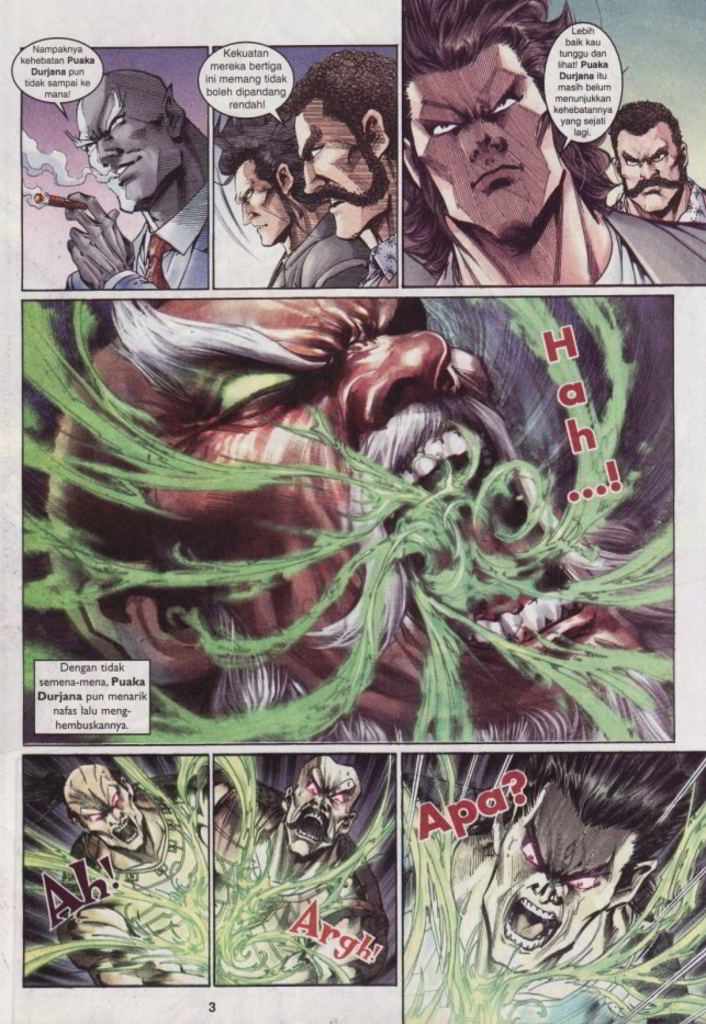 Nampaknya
kehebatan Puaka
Durjana pun
tidak sampai ke
mana!
Kekuatan
mereka bertiga
ini memang tidak
boleh dipandang
rendah!
Lebih
baik kau
tunggu dan
lihat! Puaka
Durjana itu
masih belum
menunjukkan
kehebatannya
yang sejati
lagi.
Hah...!
Dengan tidak
semena-mena, Puaka
Durjana pun menarik
nafas lalu meng-
hembuskannya.
Ah!
Argh!
Apa?
3